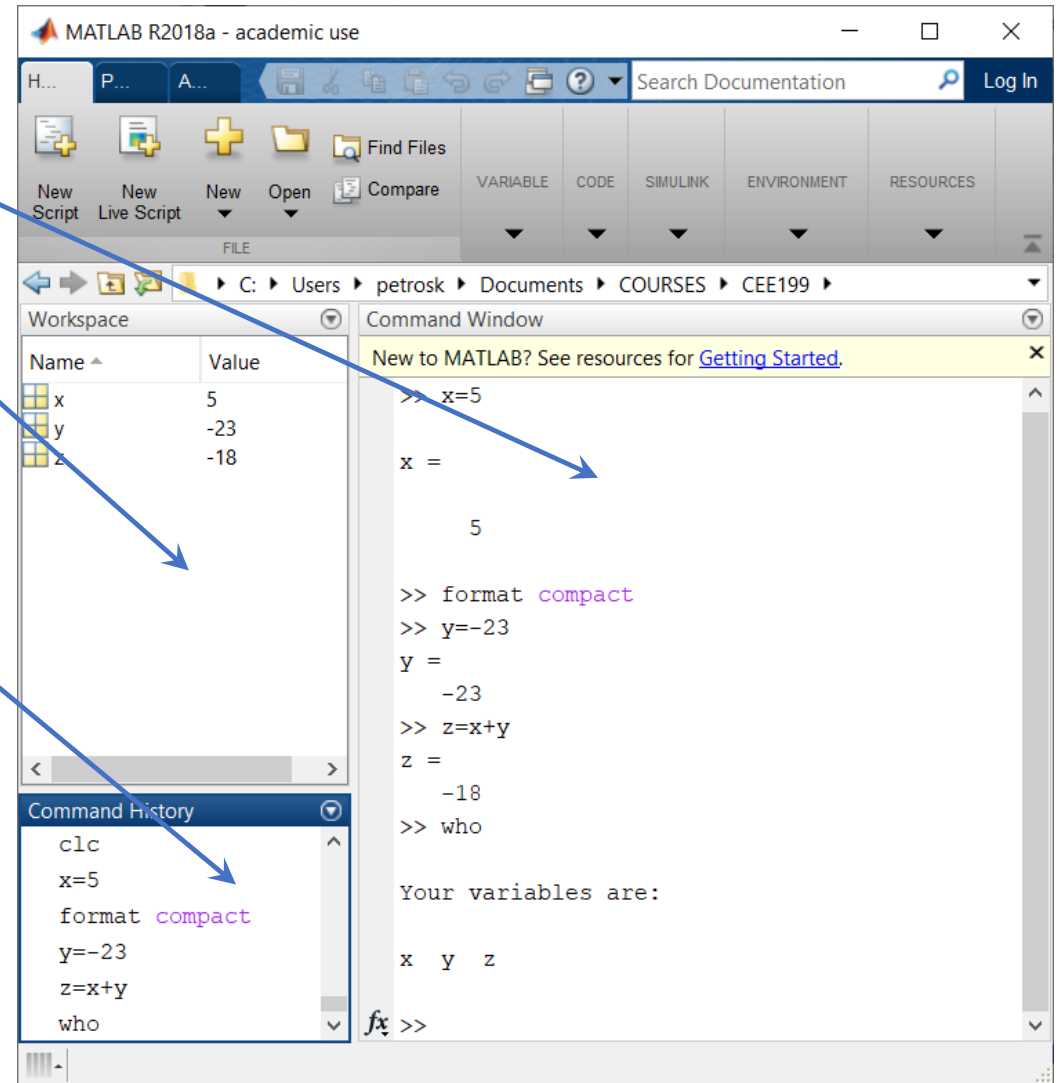 MATLAB R2018a - academic use
H... P... A... Search Documentation Log In
New Script
New Live Script
New
Open
Find Files
Compare
VARIABLE CODE SIMULINK ENVIRONMENT RESOURCES
FILE
C: Users petrosk Documents COURSES CEE199
Workspace
Name Value
x 5
y -23
z -18
Command History
clc
x=5
format compact
y=-23
z=x+y
who
Command Window
New to MATLAB? See resources for Getting Started.
>> x=5
x =
5
>> format compact
>> y=-23
y =
-23
>> z=x+y
z =
-18
>> who
Your variables are:
x y z
fx >>